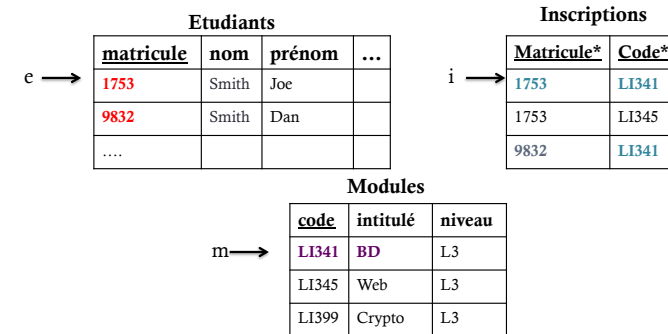 Etudiants
matricule nom prénom ...
e 1753 Smith Joe
9832 Smith Dan
....
Inscriptions
Matricule* Code*
i 1753 LI341
1753 LI345
9832 LI341
Modules
code intitulé niveau
m LI341 BD L3
LI345 Web L3
LI399 Crypto L3